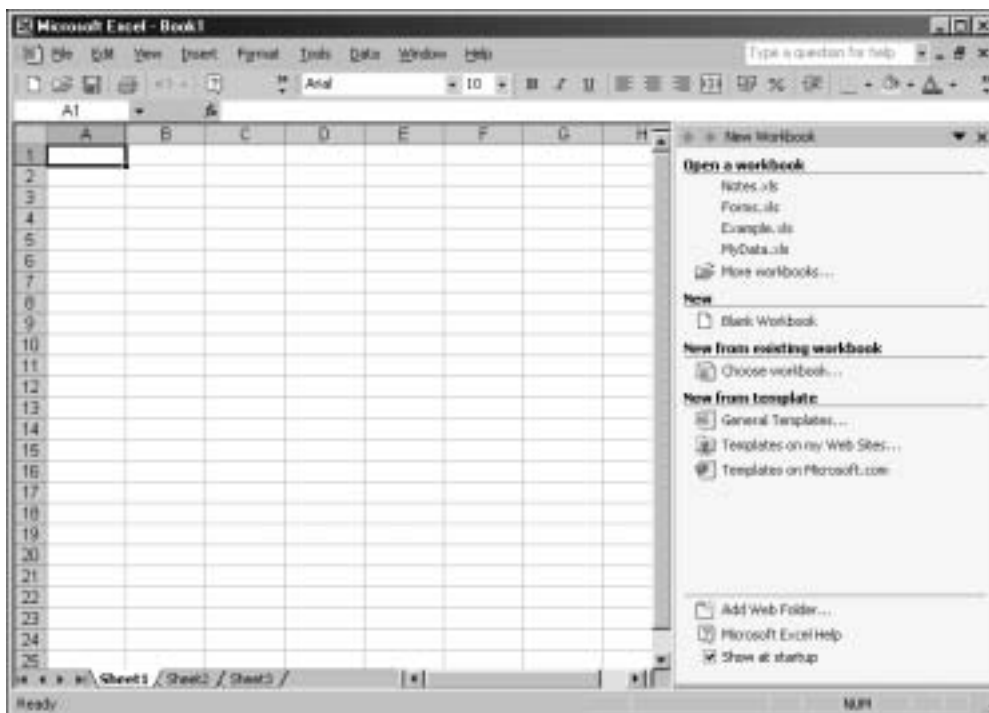 Microsoft Excel - Book1
File Edit View Insert Format Tools Data Window Help Type a question for help
Arial 10 B I U
A1 fx
A B C D E F G H
New Workbook
1
2
3
4
5
6
7
8
9
10
11
12
13
14
15
16
17
18
19
20
21
22
23
24
25
Open a workbook
Notes.xls
Forms.xls
Example.xls
MyData.xls
More workbooks...
New
Blank Workbook
New from existing workbook
Choose workbook...
New from template
General Templates...
Templates on my Web Sites...
Templates on Microsoft.com
Add Web Folder...
Microsoft Excel Help
Show at startup
Sheet1 Sheet2 Sheet3
Ready NUM